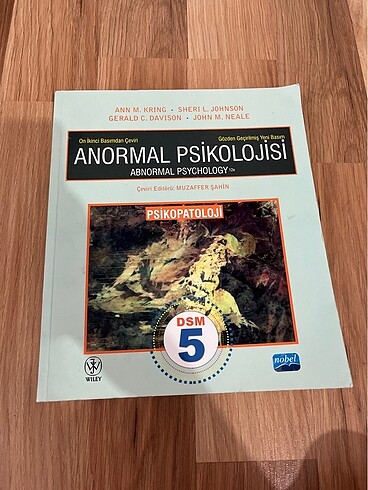 ANN M. KRING • SHERI L. JOHNSON
GERALD C. DAVISON • JOHN M. NEALE
On İkinci Basımdan Çeviri
Gözden Geçirilmiş Yeni Basım
ANORMAL PSİKOLOJİSİ
ABNORMAL PSYCHOLOGY 12e
Çeviri Editörü: MUZAFFER ŞAHİN
PSİKOPATOLOJİ
DSM
5
WILEY
nobel